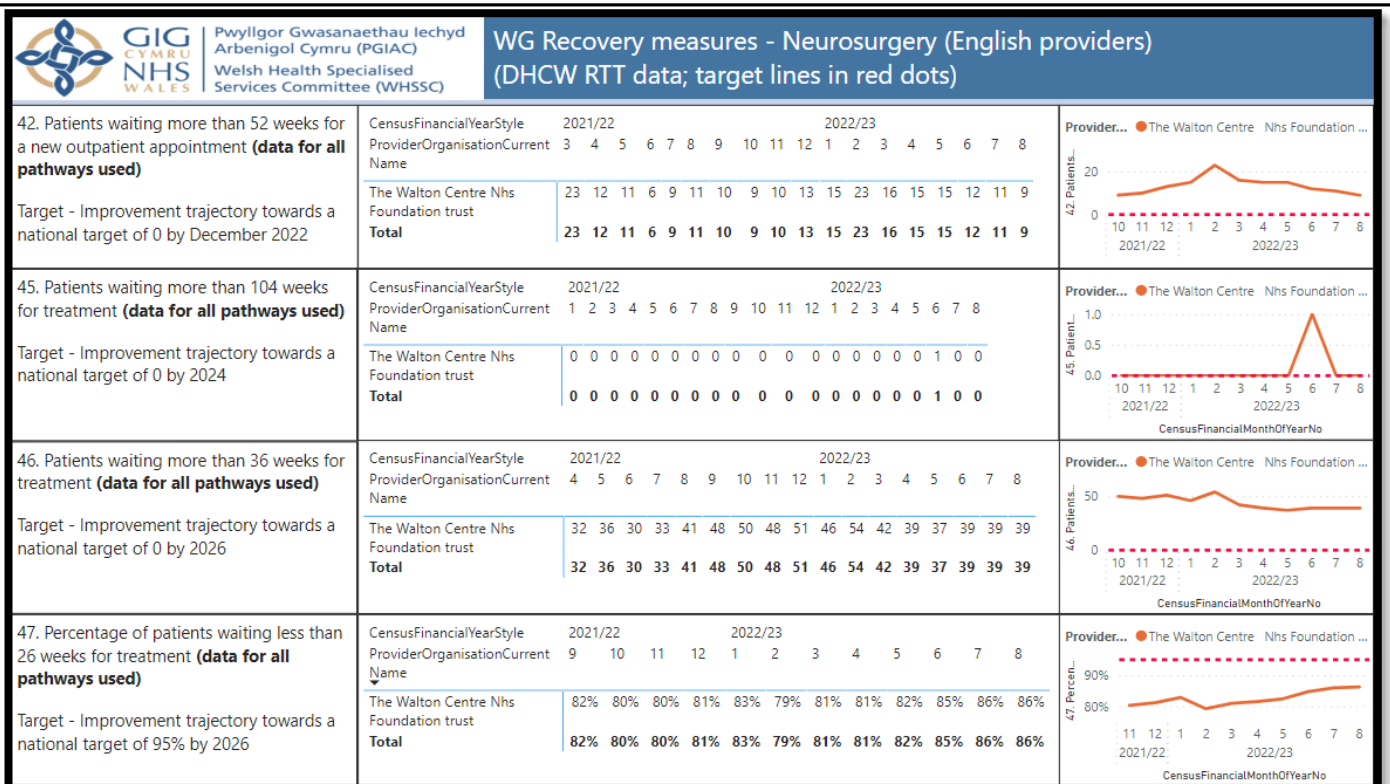 GIG
CYMRU
NHS
WALES
Pwyllgor Gwasanaethau Iechyd
Arbenigol Cymru (PGIAC)
Welsh Health Specialised
Services Committee (WHSSC)
WG Recovery measures - Neurosurgery (English providers)
(DHCW RTT data; target lines in red dots)
42. Patients waiting more than 52 weeks for
a new outpatient appointment (data for all
pathways used)
Target - Improvement trajectory towards a
national target of 0 by December 2022
CensusFinancialYearStyle 2021/22 2022/23
ProviderOrganisationCurrent 3 4 5 6 7 8 9 10 11 12 1 2 3 4 5 6 7 8
Name
The Walton Centre Nhs 23 12 11 6 9 11 10 9 10 13 15 23 16 15 15 12 11 9
Foundation trust
Total 23 12 11 6 9 11 10 9 10 13 15 23 16 15 15 12 11 9
Provider... The Walton Centre Nhs Foundation ...
42. Patients...
20
0
10 11 12 1 2 3 4 5 6 7 8
2021/22 2022/23
45. Patients waiting more than 104 weeks
for treatment (data for all pathways used)
Target - Improvement trajectory towards a
national target of 0 by 2024
CensusFinancialYearStyle 2021/22 2022/23
ProviderOrganisationCurrent 1 2 3 4 5 6 7 8 9 10 11 12 1 2 3 4 5 6 7 8
Name
The Walton Centre Nhs 0 0 0 0 0 0 0 0 0 0 0 0 0 0 0 0 0 1 0 0
Foundation trust
Total 0 0 0 0 0 0 0 0 0 0 0 0 0 0 0 0 0 1 0 0
Provider... The Walton Centre Nhs Foundation ...
45. Patient...
1.0
0.5
0.0
10 11 12 1 2 3 4 5 6 7 8
2021/22 2022/23
CensusFinancialMonthOfYearNo
46. Patients waiting more than 36 weeks for
treatment (data for all pathways used)
Target - Improvement trajectory towards a
national target of 0 by 2026
CensusFinancialYearStyle 2021/22 2022/23
ProviderOrganisationCurrent 4 5 6 7 8 9 10 11 12 1 2 3 4 5 6 7 8
Name
The Walton Centre Nhs 32 36 30 33 41 48 50 48 51 46 54 42 39 37 39 39 39
Foundation trust
Total 32 36 30 33 41 48 50 48 51 46 54 42 39 37 39 39 39
Provider... The Walton Centre Nhs Foundation ...
46. Patients...
50
0
10 11 12 1 2 3 4 5 6 7 8
2021/22 2022/23
CensusFinancialMonthOfYearNo
47. Percentage of patients waiting less than
26 weeks for treatment (data for all
pathways used)
Target - Improvement trajectory towards a
national target of 95% by 2026
CensusFinancialYearStyle 2021/22 2022/23
ProviderOrganisationCurrent 9 10 11 12 1 2 3 4 5 6 7 8
Name
The Walton Centre Nhs 82% 80% 80% 81% 83% 79% 81% 81% 82% 85% 86% 86%
Foundation trust
Total 82% 80% 80% 81% 83% 79% 81% 81% 82% 85% 86% 86%
Provider... The Walton Centre Nhs Foundation ...
47. Percen...
90%
80%
11 12 1 2 3 4 5 6 7 8
2021/22 2022/23
CensusFinancialMonthOfYearNo